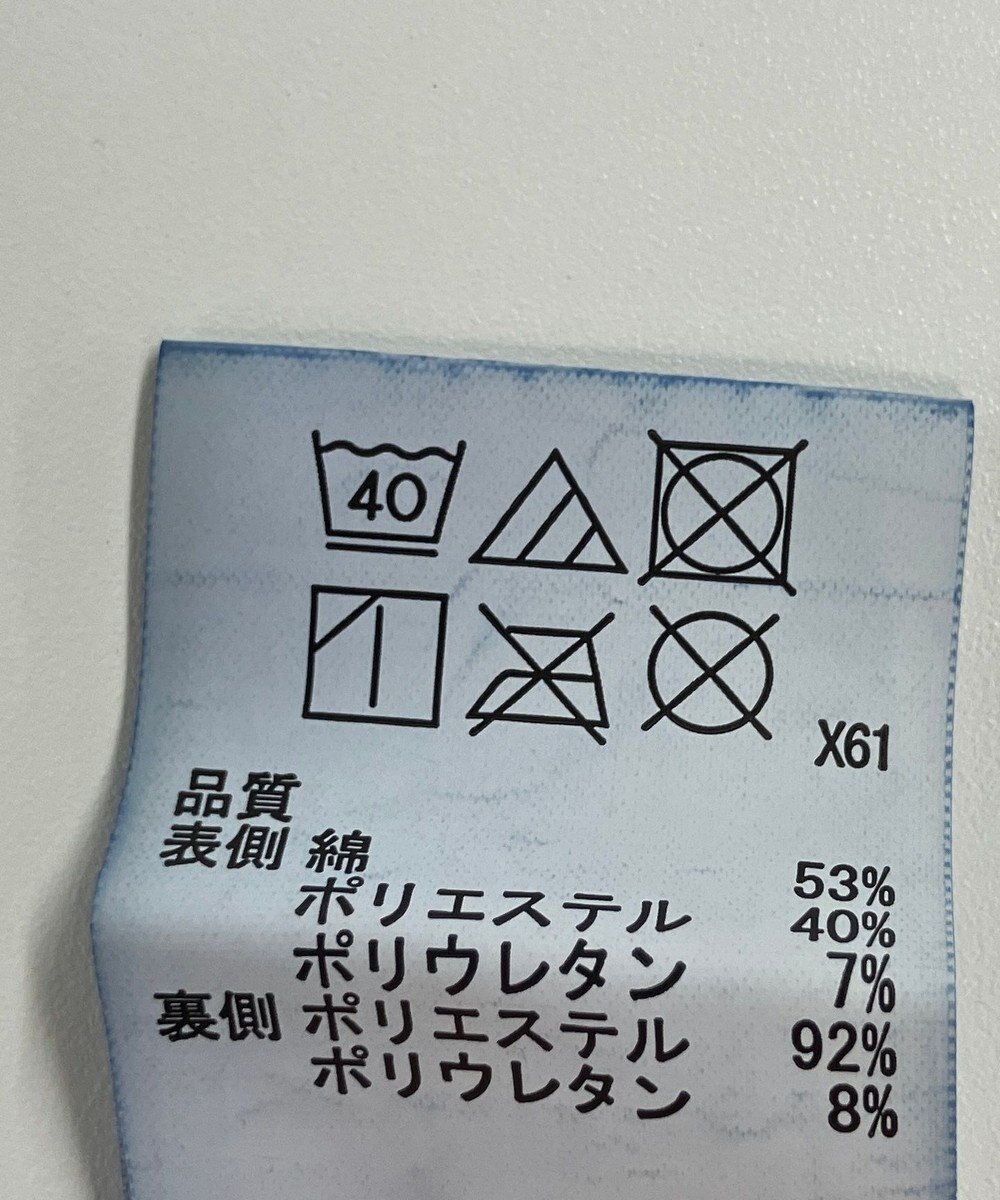 40
X61
品質
表側 綿 53%
ポリエステル 40%
ポリウレタン 7%
裏側 ポリエステル 92%
ポリウレタン 8%